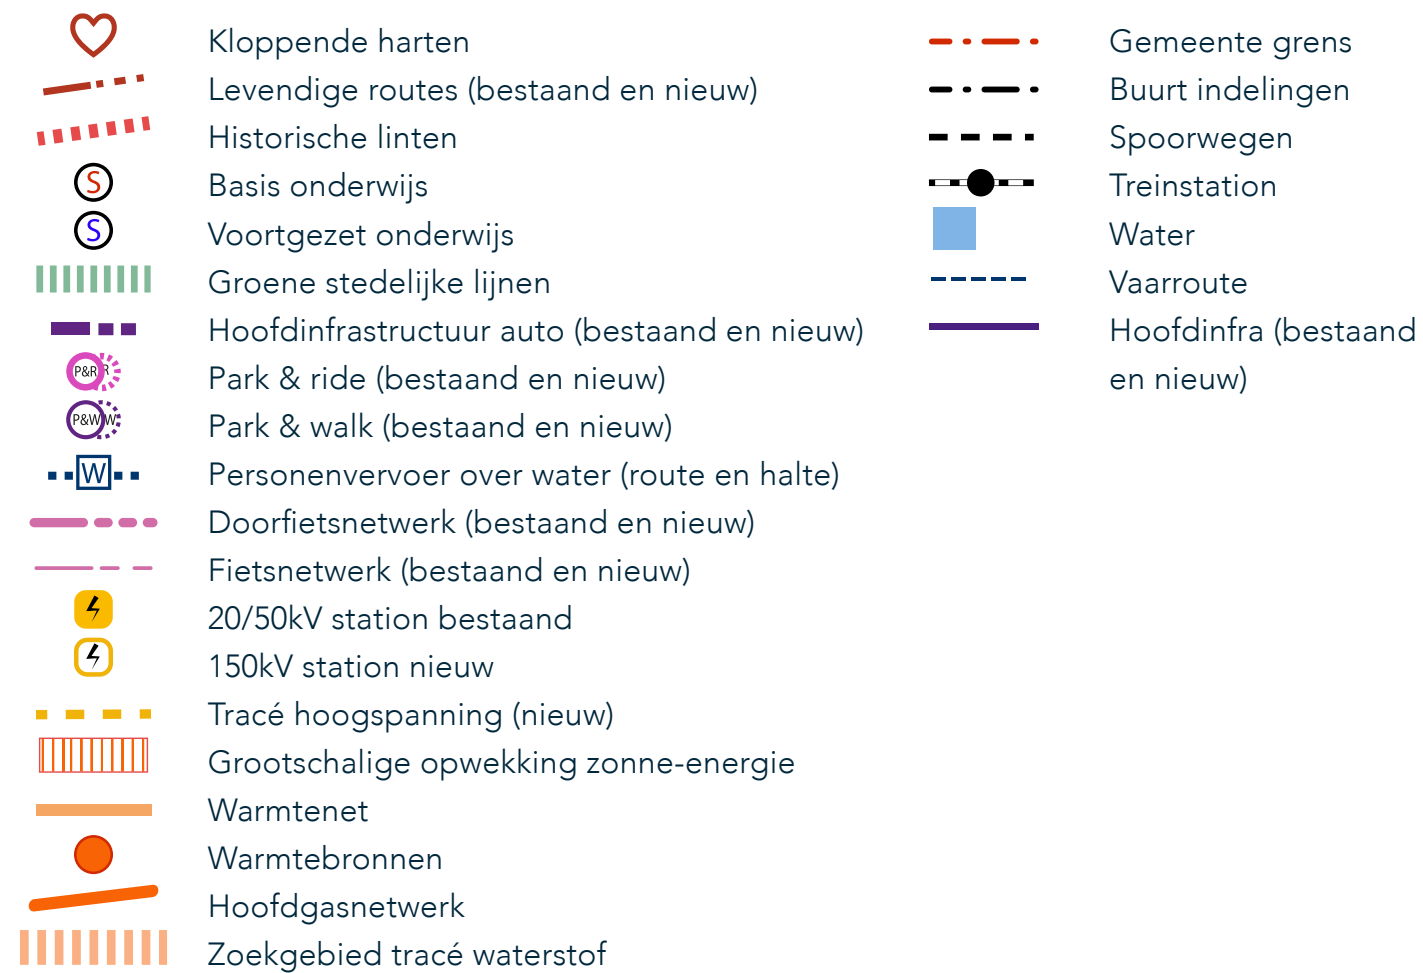 Kloppende harten
Levendige routes (bestaand en nieuw)
Historische linten
S Basis onderwijs
S Voortgezet onderwijs
Groene stedelijke lijnen
Hoofdinfrastructuur auto (bestaand en nieuw)
P&R R Park & ride (bestaand en nieuw)
P&W W Park & walk (bestaand en nieuw)
W Personenvervoer over water (route en halte)
Doorfietsnetwerk (bestaand en nieuw)
Fietsnetwerk (bestaand en nieuw)
20/50kV station bestaand
150kV station nieuw
Tracé hoogspanning (nieuw)
Grootschalige opwekking zonne-energie
Warmtenet
Warmtebronnen
Hoofdgasnetwerk
Zoekgebied tracé waterstof
Gemeente grens
Buurt indelingen
Spoorwegen
Treinstation
Water
Vaarroute
Hoofdinfra (bestaand
en nieuw)